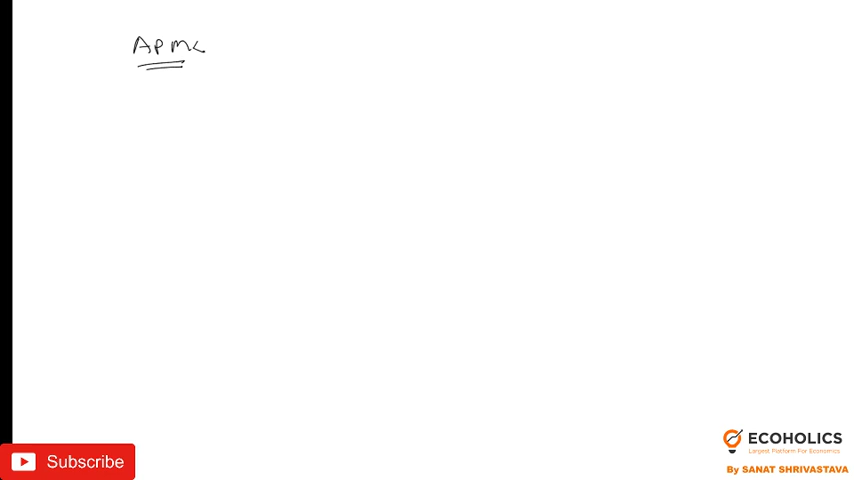 APMC
ECOHOLICS
Largest Platform For Economics
By SANAT SHRIVASTAVA
Subscribe